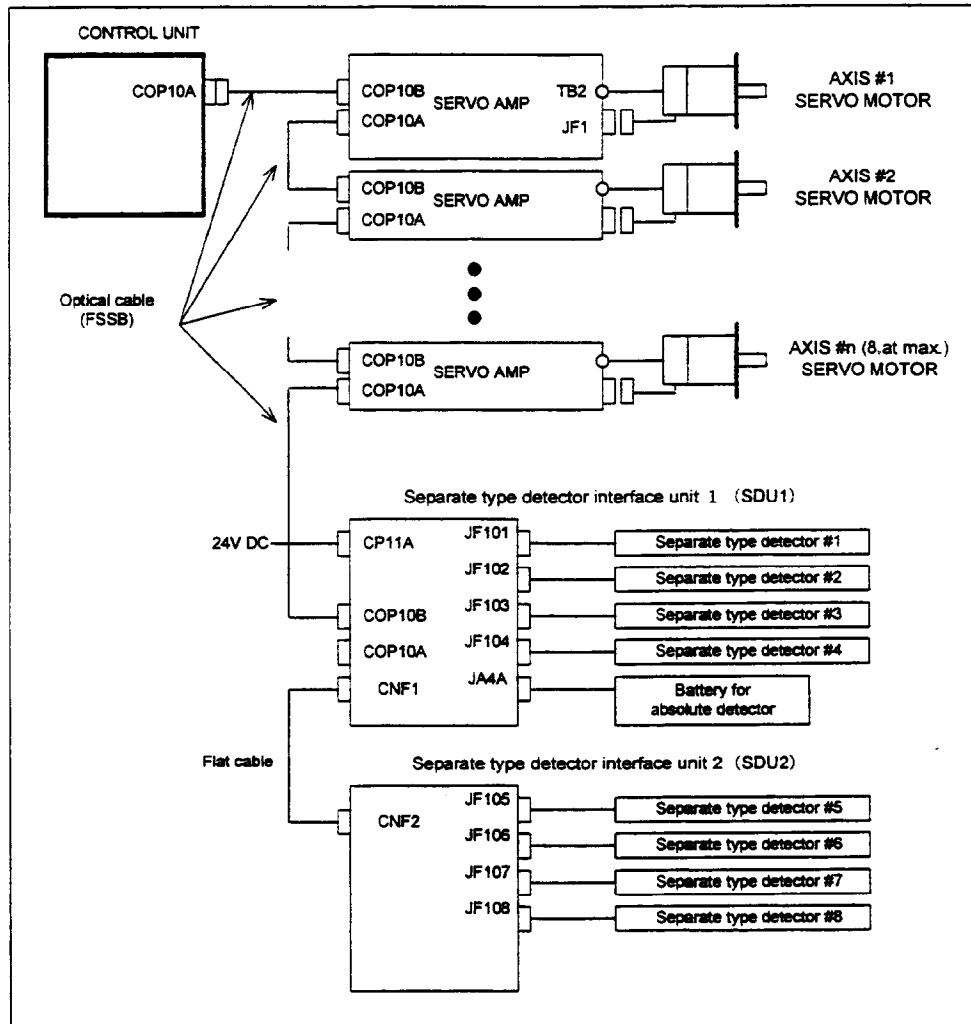 CONTROL UNIT
COP10A
COP10B
SERVO AMP
COP10A
TB2
JF1
AXIS #1
SERVO MOTOR
COP10B
SERVO AMP
COP10A
AXIS #2
SERVO MOTOR
Optical cable
(FSSB)
COP10B
SERVO AMP
COP10A
AXIS #n (8.at max.)
SERVO MOTOR
Separate type detector interface unit 1 (SDU1)
24V DC
CP11A
JF101
Separate type detector #1
JF102
Separate type detector #2
COP10B
JF103
Separate type detector #3
COP10A
JF104
Separate type detector #4
CNF1
JA4A
Battery for
absolute detector
Flat cable
Separate type detector interface unit 2 (SDU2)
CNF2
JF105
Separate type detector #5
JF106
Separate type detector #6
JF107
Separate type detector #7
JF108
Separate type detector #8